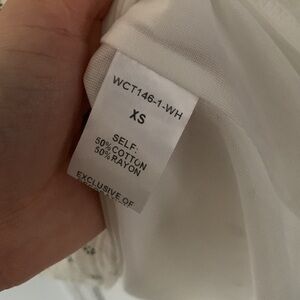 WCT146-1-WH
XS
SELF:
50% COTTON
50% RAYON
EXCLUSIVE OF